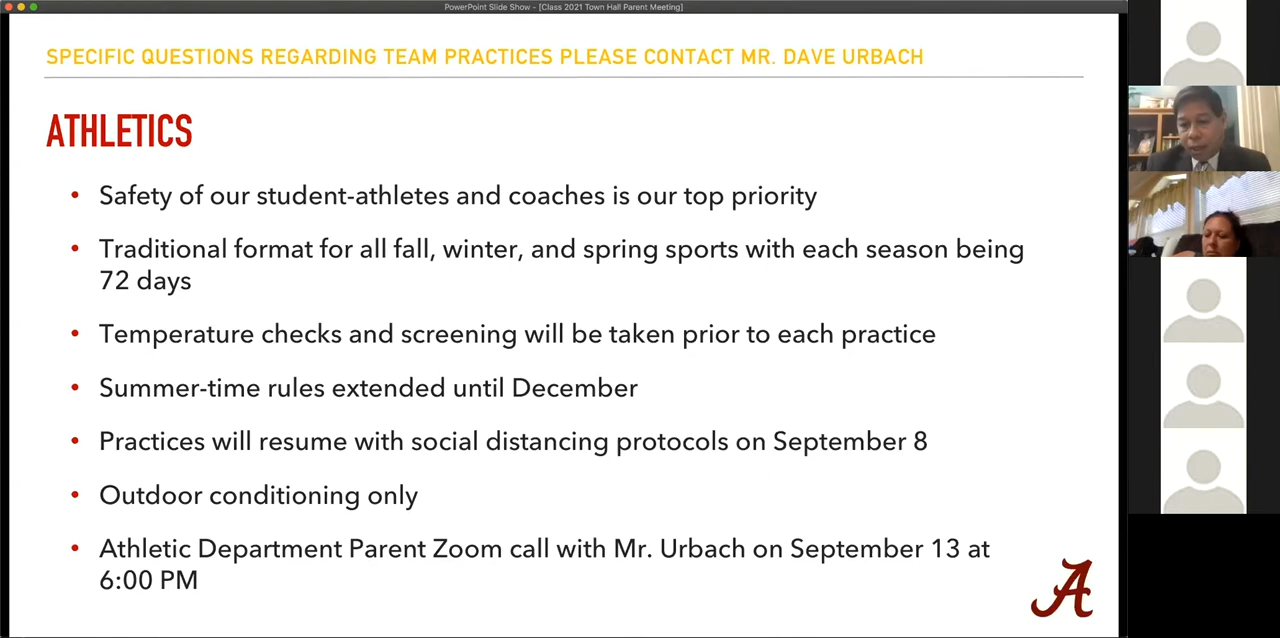 PowerPoint Slide Show - [Class 2021 Town Hall Parent Meeting]
SPECIFIC QUESTIONS REGARDING TEAM PRACTICES PLEASE CONTACT MR. DAVE URBACH
ATHLETICS
• Safety of our student-athletes and coaches is our top priority
• Traditional format for all fall, winter, and spring sports with each season being
72 days
• Temperature checks and screening will be taken prior to each practice
• Summer-time rules extended until December
• Practices will resume with social distancing protocols on September 8
• Outdoor conditioning only
• Athletic Department Parent Zoom call with Mr. Urbach on September 13 at
6:00 PM
A